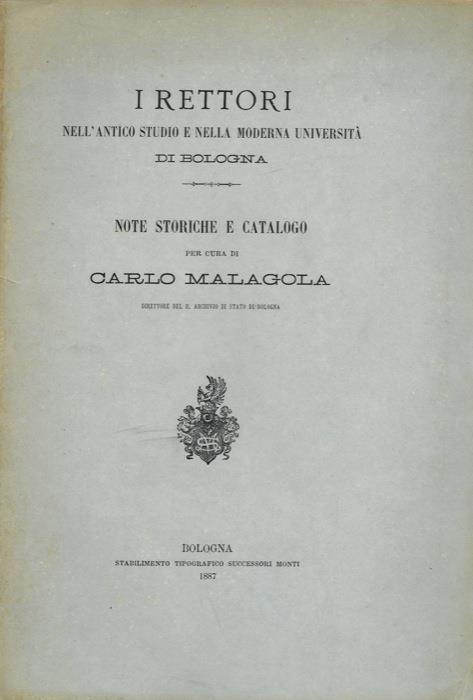 I RETTORI
NELL'ANTICO STUDIO E NELLA MODERNA UNIVERSITÀ
DI BOLOGNA
NOTE STORICHE E CATALOGO
PER CURA DI
CARLO MALAGOLA
DIRETTORE DEL R. ARCHIVIO DI STATO DI BOLOGNA
BOLOGNA
STABILIMENTO TIPOGRAFICO SUCCESSORI MONTI
1887